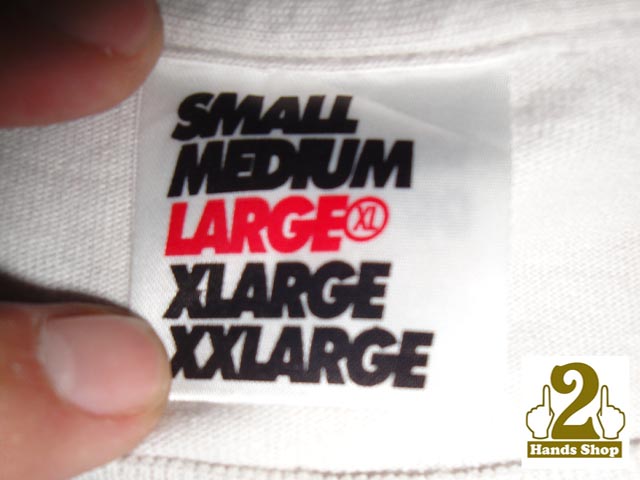 SMALL
MEDIUM
LARGE XL
XLARGE
XXLARGE
2
Hands Shop